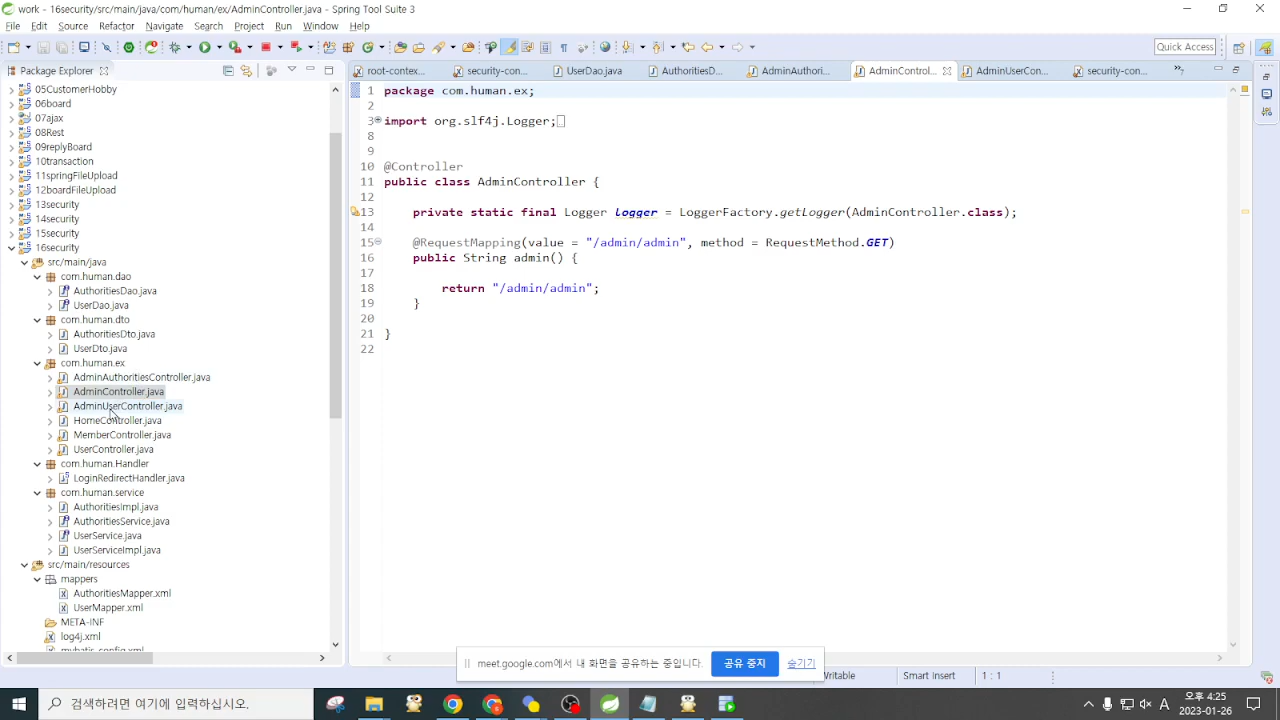 work - 16security/src/main/java/com/human/ex/AdminController.java - Spring Tool Suite 3
File Edit Source Refactor Navigate Search Project Run Window Help
Quick Access
Package Explorer
root-contex...
security-con...
UserDao.java
AuthoritiesD...
AdminAuthori...
AdminControl...
AdminUserCon...
security-con...
05CustomerHobby
06board
07ajax
08Rest
09replyBoard
10transaction
11springFileUpload
12boardFileUpload
13security
14security
15security
16security
src/main/java
com.human.dao
AuthoritiesDao.java
UserDao.java
com.human.dto
AuthoritiesDto.java
UserDto.java
com.human.ex
AdminAuthoritiesController.java
AdminController.java
AdminUserController.java
HomeController.java
MemberController.java
UserController.java
com.human.Handler
LoginRedirectHandler.java
com.human.service
AuthoritiesImpl.java
AuthoritiesService.java
UserService.java
UserServiceImpl.java
src/main/resources
mappers
AuthoritiesMapper.xml
UserMapper.xml
META-INF
log4j.xml
mybatis-config.xml
1 package com.human.ex;
2
3 import org.slf4j.Logger;
8
9
10 @Controller
11 public class AdminController {
12
13 private static final Logger logger = LoggerFactory.getLogger(AdminController.class);
14
15 @RequestMapping(value = "/admin/admin", method = RequestMethod.GET)
16 public String admin() {
17
18 return "/admin/admin";
19 }
20
21 }
22
meet.google.com에서 내 화면을 공유하는 중입니다.
공유 중지
숨기기
Writable
Smart Insert
1 : 1
검색하려면 여기에 입력하십시오.
A
오후 4:25
2023-01-26